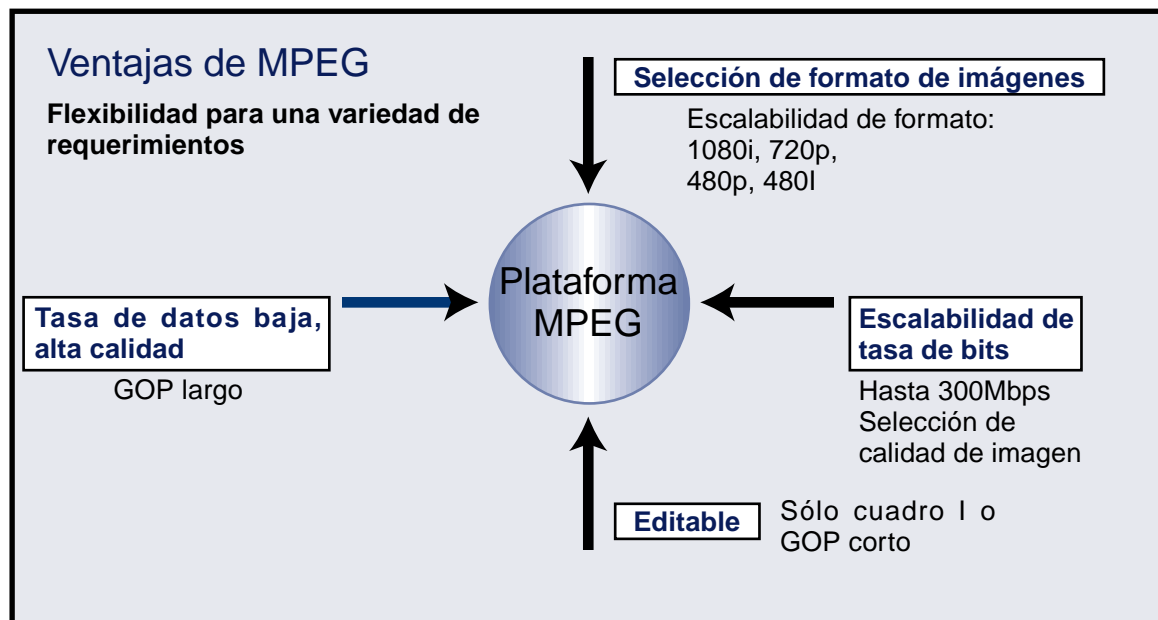 Ventajas de MPEG
Flexibilidad para una variedad de
requerimientos
Selección de formato de imágenes
Escalabilidad de formato:
1080i, 720p,
480p, 480I
Plataforma
MPEG
Tasa de datos baja,
alta calidad
GOP largo
Escalabilidad de
tasa de bits
Hasta 300Mbps
Selección de
calidad de imagen
Editable
Sólo cuadro I o
GOP corto